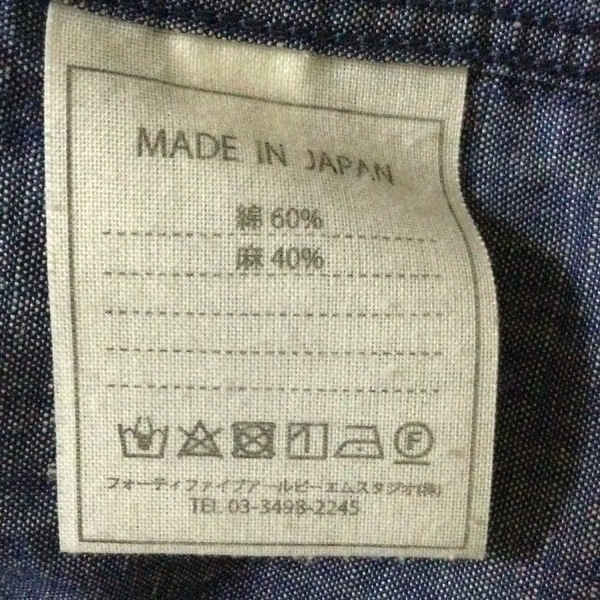 MADE IN JAPAN
綿 60%
麻 40%
フォーティファイブアールピーエムスタジオ(株)
TEL 03-3498-2245